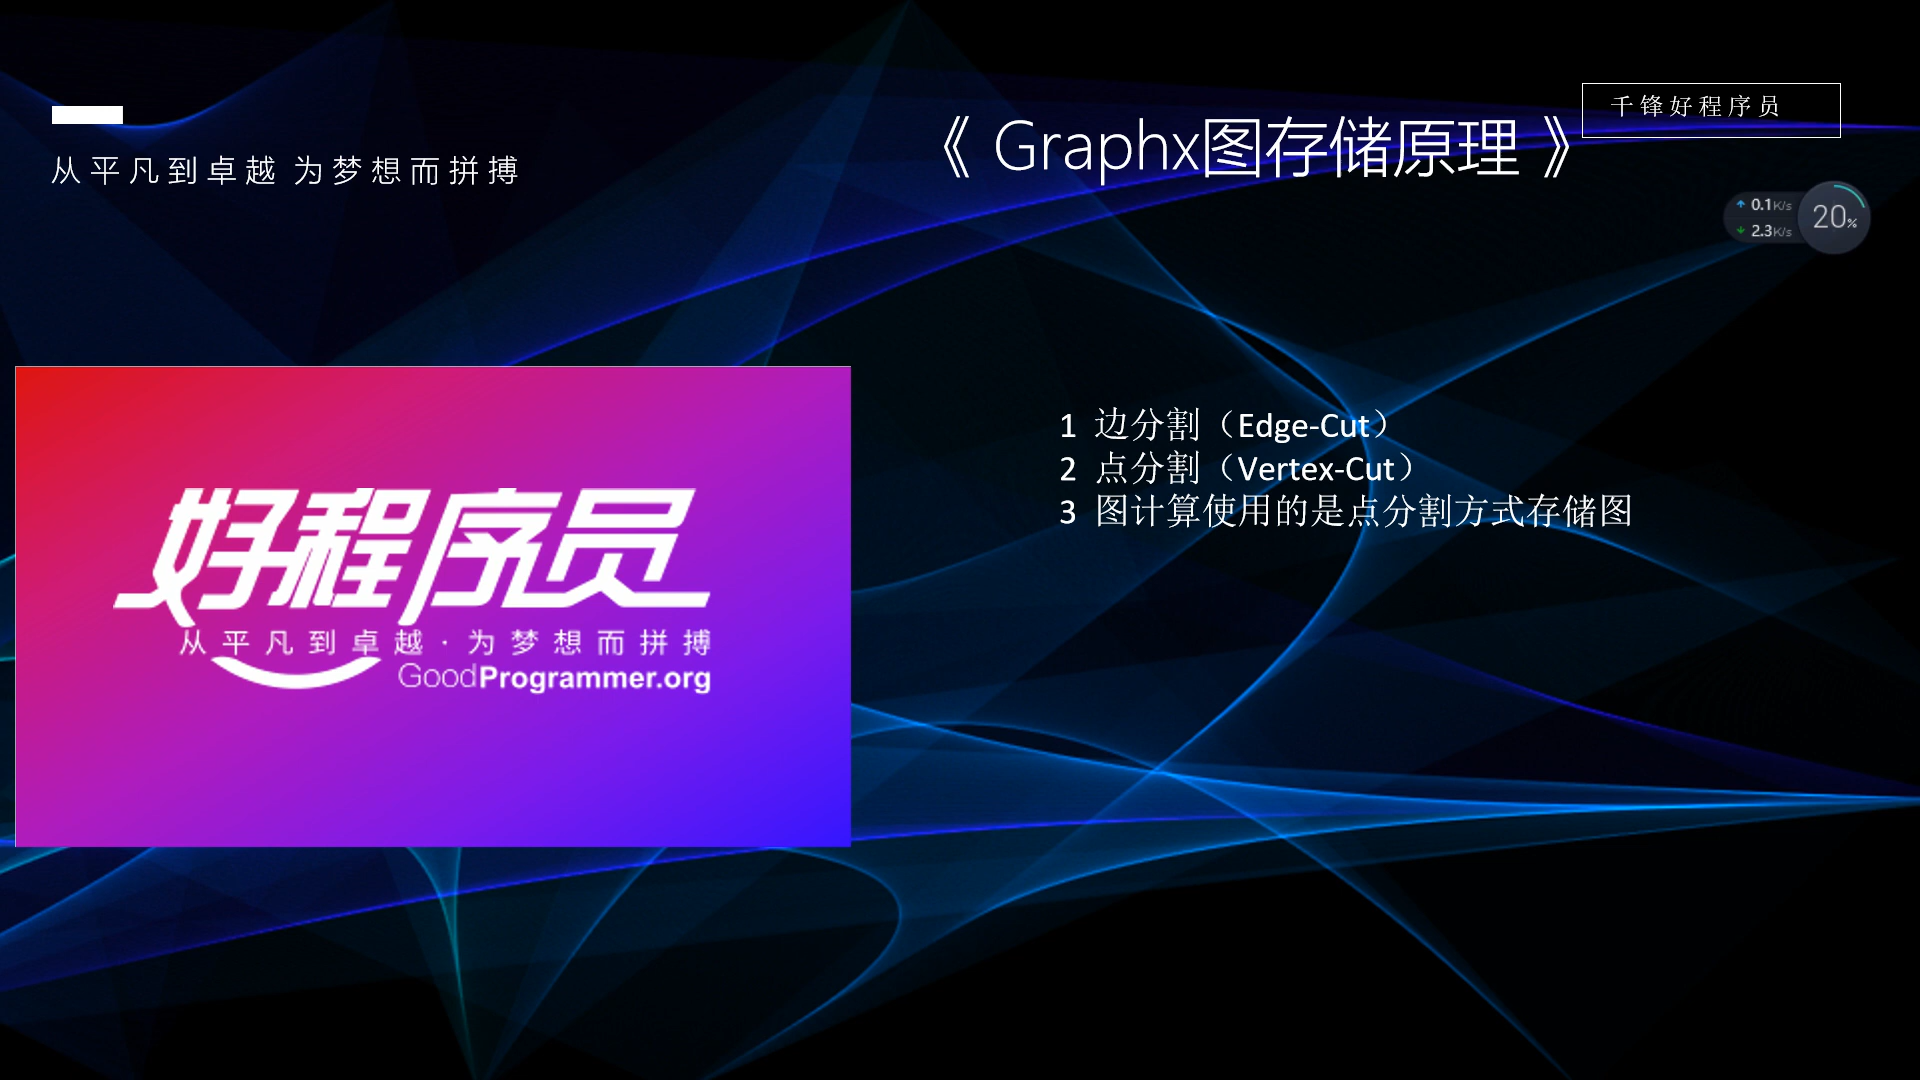 从平凡到卓越 为梦想而拼搏
《 Graphx图存储原理 》
千锋好程序员
0.1K/s
2.3K/s
20%
好程序员
从平凡到卓越·为梦想而拼搏
GoodProgrammer.org
1 边分割（Edge-Cut）
2 点分割（Vertex-Cut）
3 图计算使用的是点分割方式存储图